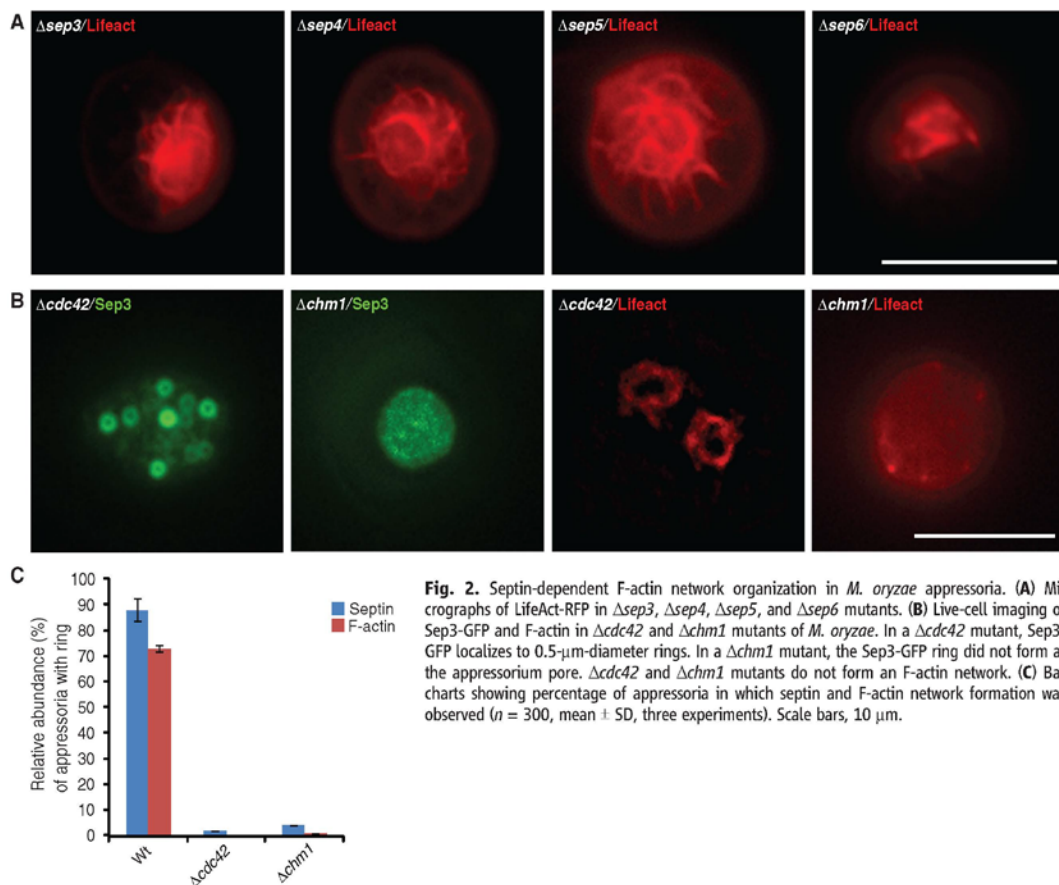 A
Δsep3/Lifeact
Δsep4/Lifeact
Δsep5/Lifeact
Δsep6/Lifeact
B
Δcdc42/Sep3
Δchm1/Sep3
Δcdc42/Lifeact
Δchm1/Lifeact
C
Relative abundance (%)
of appressoria with ring
100
90
80
70
60
50
40
30
20
10
0
Wt
Δcdc42
Δchm1
Septin
F-actin
Fig. 2. Septin-dependent F-actin network organization in M. oryzae appressoria. (A) Mi
crographs of LifeAct-RFP in Δsep3, Δsep4, Δsep5, and Δsep6 mutants. (B) Live-cell imaging o
Sep3-GFP and F-actin in Δcdc42 and Δchm1 mutants of M. oryzae. In a Δcdc42 mutant, Sep3
GFP localizes to 0.5-μm-diameter rings. In a Δchm1 mutant, the Sep3-GFP ring did not form a
the appressorium pore. Δcdc42 and Δchm1 mutants do not form an F-actin network. (C) Ba
charts showing percentage of appressoria in which septin and F-actin network formation wa
observed (n = 300, mean ± SD, three experiments). Scale bars, 10 μm.